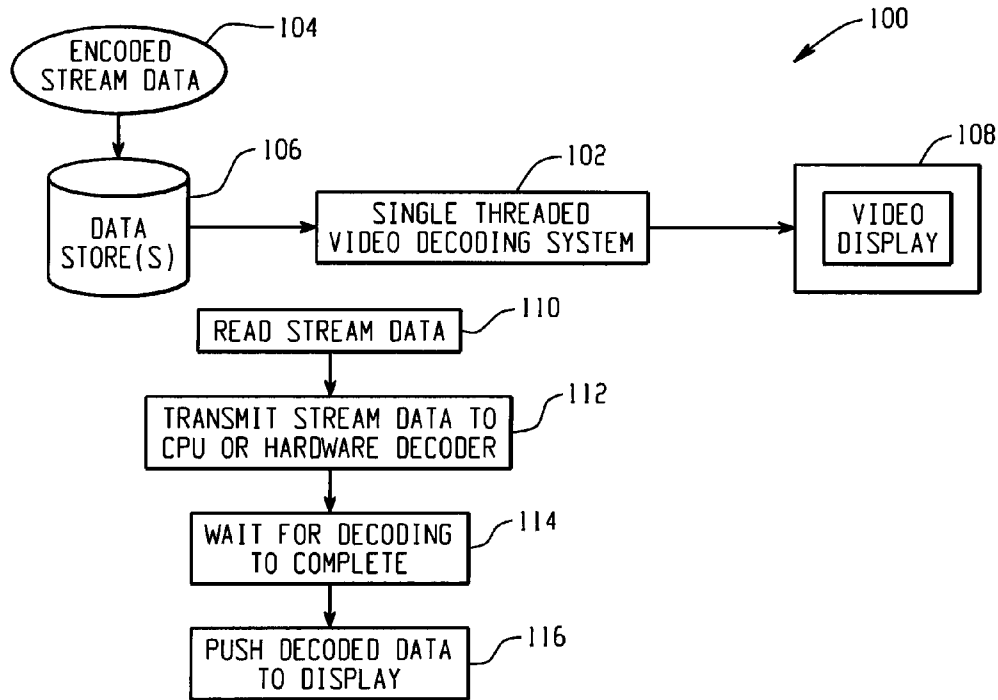 104
100
ENCODED
STREAM DATA
106
102
108
DATA
STORE(S)
SINGLE THREADED
VIDEO DECODING SYSTEM
VIDEO
DISPLAY
110
READ STREAM DATA
112
TRANSMIT STREAM DATA TO
CPU OR HARDWARE DECODER
114
WAIT FOR DECODING
TO COMPLETE
116
PUSH DECODED DATA
TO DISPLAY